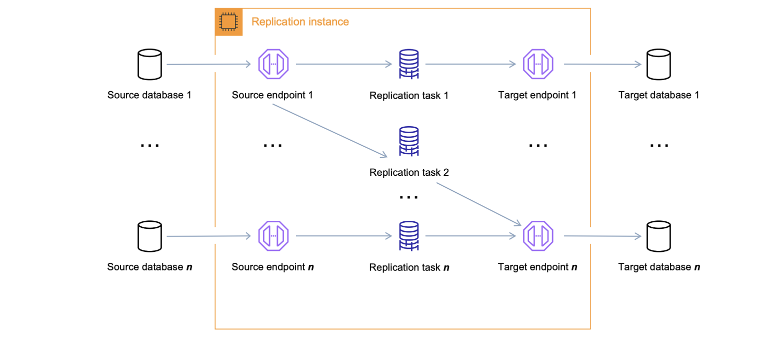 Replication instance
Source database 1
Source endpoint 1
Replication task 1
Target endpoint 1
Target database 1
...
...
Replication task 2
...
...
...
Source database n
Source endpoint n
Replication task n
Target endpoint n
Target database n